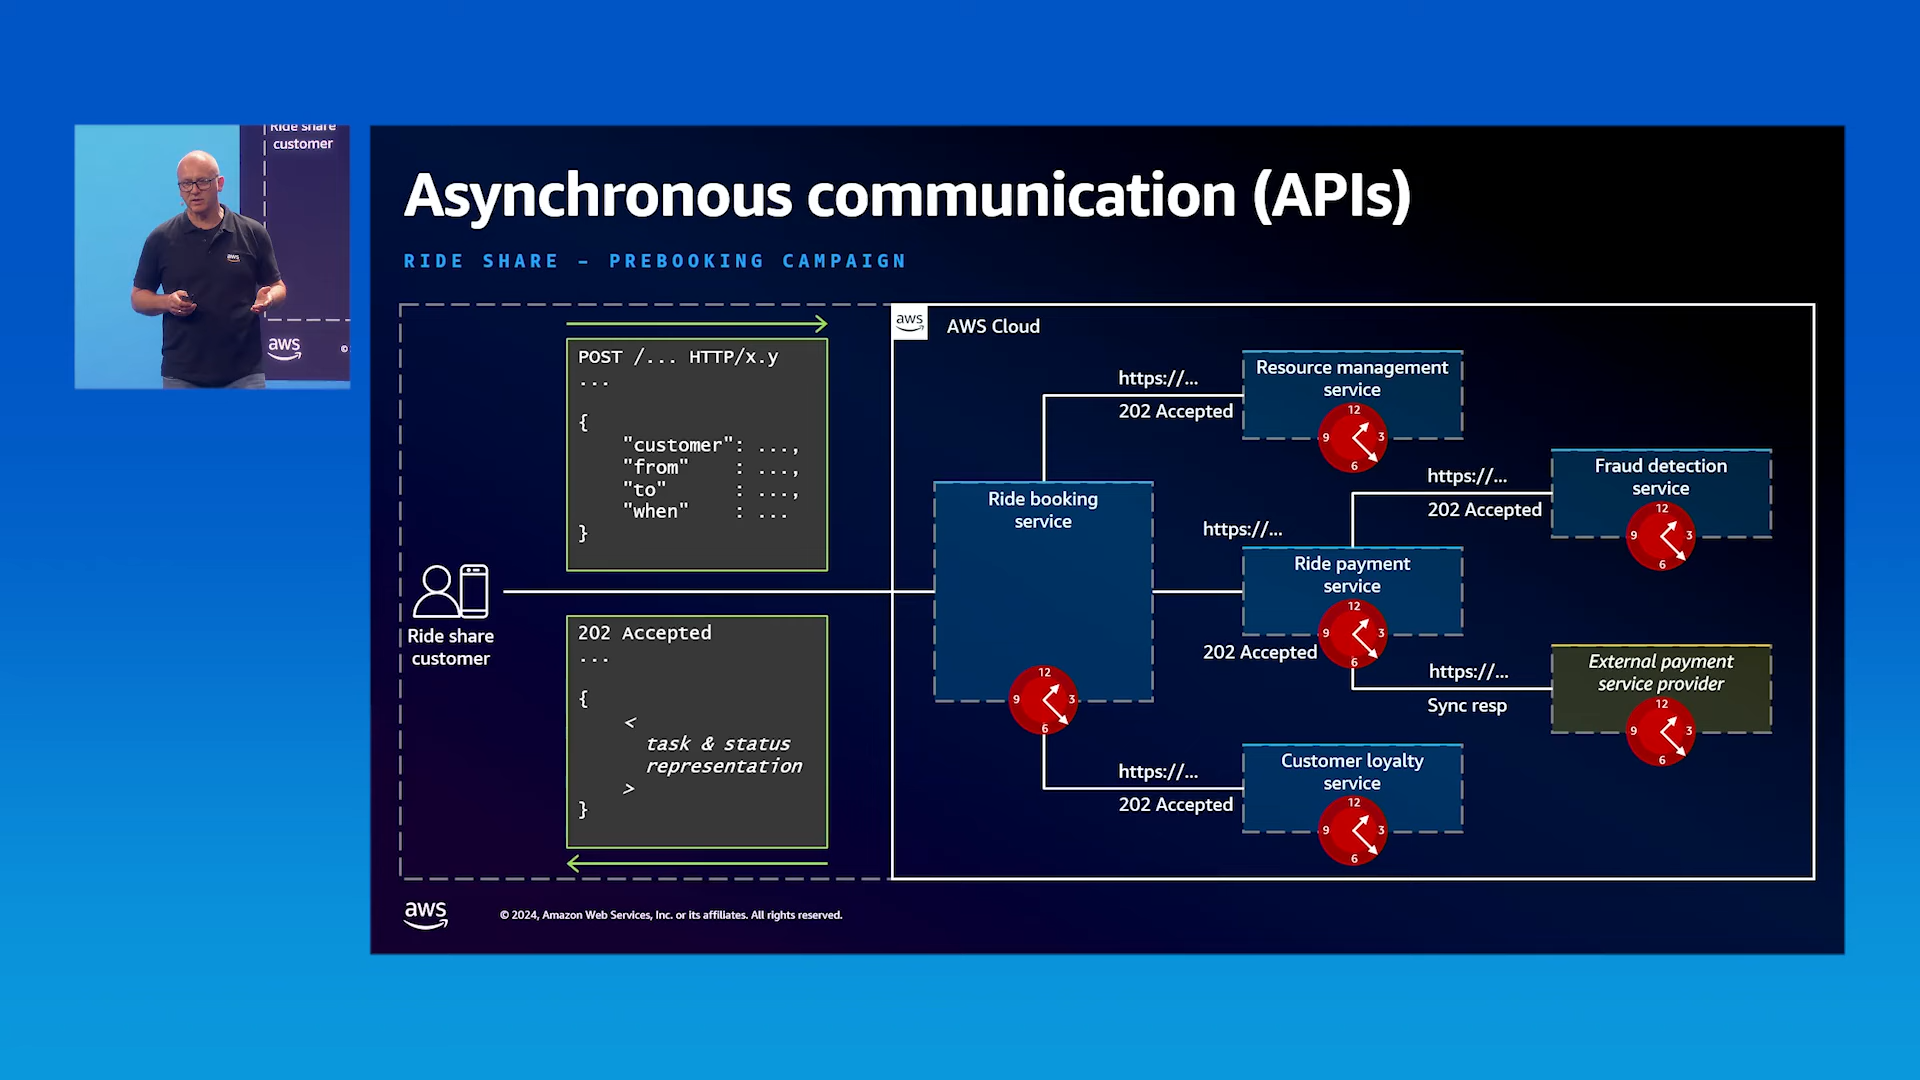 Ride share
customer
aws
aws
©
Asynchronous communication (APIs)
RIDE SHARE – PREBOOKING CAMPAIGN
POST /... HTTP/x.y
...
{
"customer": ...,
"from" : ...,
"to" : ...,
"when" : ...
}
Ride share
customer
202 Accepted
...
{
<
task & status
representation
>
}
aws
AWS Cloud
https://...
202 Accepted
Resource management
service
12
9 3
6
Ride booking
service
12
9 3
6
https://...
202 Accepted
Ride payment
service
12
9 3
6
https://...
202 Accepted
Fraud detection
service
12
9 3
6
https://...
Sync resp
External payment
service provider
12
9 3
6
https://...
202 Accepted
Customer loyalty
service
12
9 3
6
aws
© 2024, Amazon Web Services, Inc. or its affiliates. All rights reserved.